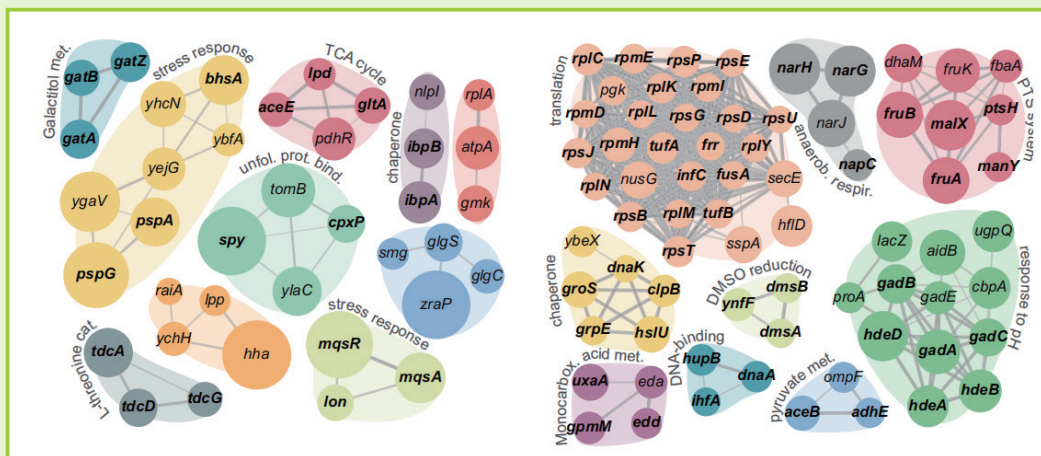 Galactitol met.
gatZ
gatB
gatA
stress response
bhsA
yhcN
ybfA
yejG
ygaV
pspA
pspG
TCA cycle
lpd
aceE
gltA
pdhR
chaperone
nlpI
ibpB
ibpA
rplA
atpA
gmk
unfol. prot. bind.
tomB
cpxP
spy
ylaC
smg
glgS
glgC
zraP
raiA
lpp
ychH
hha
L-threonine cat.
tdcA
tdcD
tdcG
stress response
mqsR
mqsA
lon
translation
rplC
rpmE
rpsP
rpsE
pgk
rplK
rpmI
rpmD
rplL
rpsG
rpsD
rpsU
rpsJ
rpmH
tufA
frr
rplY
rplN
nusG
infC
fusA
secE
rpsB
rplM
tufB
hflD
rpsT
sspA
anaerob. respir.
narH
narG
narJ
napC
PTS system
dhaM
fruK
fbaA
fruB
malX
ptsH
fruA
manY
chaperone
ybeX
dnaK
groS
clpB
grpE
hslU
DMSO reduction
dmsB
ynfF
dmsA
response to pH
lacZ
aidB
ugpQ
gadB
cbpA
proA
gadE
hdeD
gadA
gadC
hdeA
hdeB
Monocarbox. acid met.
uxaA
eda
gpmM
edd
DNA-binding
hupB
dnaA
ihfA
pyruvate met.
ompF
aceB
adhE